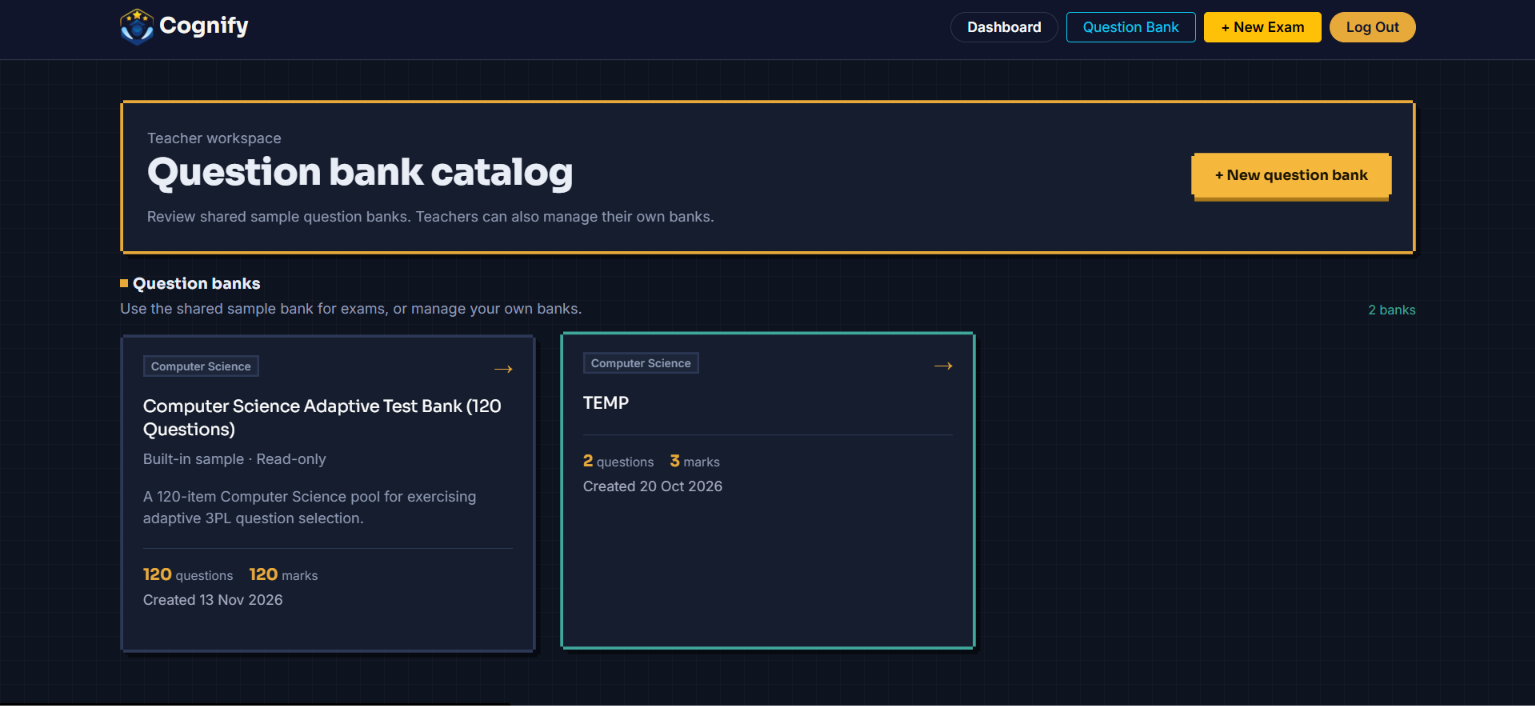 Cognify
Dashboard
Question Bank
+ New Exam
Log Out
Teacher workspace
Question bank catalog
Review shared sample question banks. Teachers can also manage their own banks.
+ New question bank
Question banks
Use the shared sample bank for exams, or manage your own banks.
2 banks
Computer Science
→
Computer Science Adaptive Test Bank (120
Questions)
Built-in sample · Read-only
A 120-item Computer Science pool for exercising
adaptive 3PL question selection.
120 questions 120 marks
Created 13 Nov 2026
Computer Science
→
TEMP
2 questions 3 marks
Created 20 Oct 2026